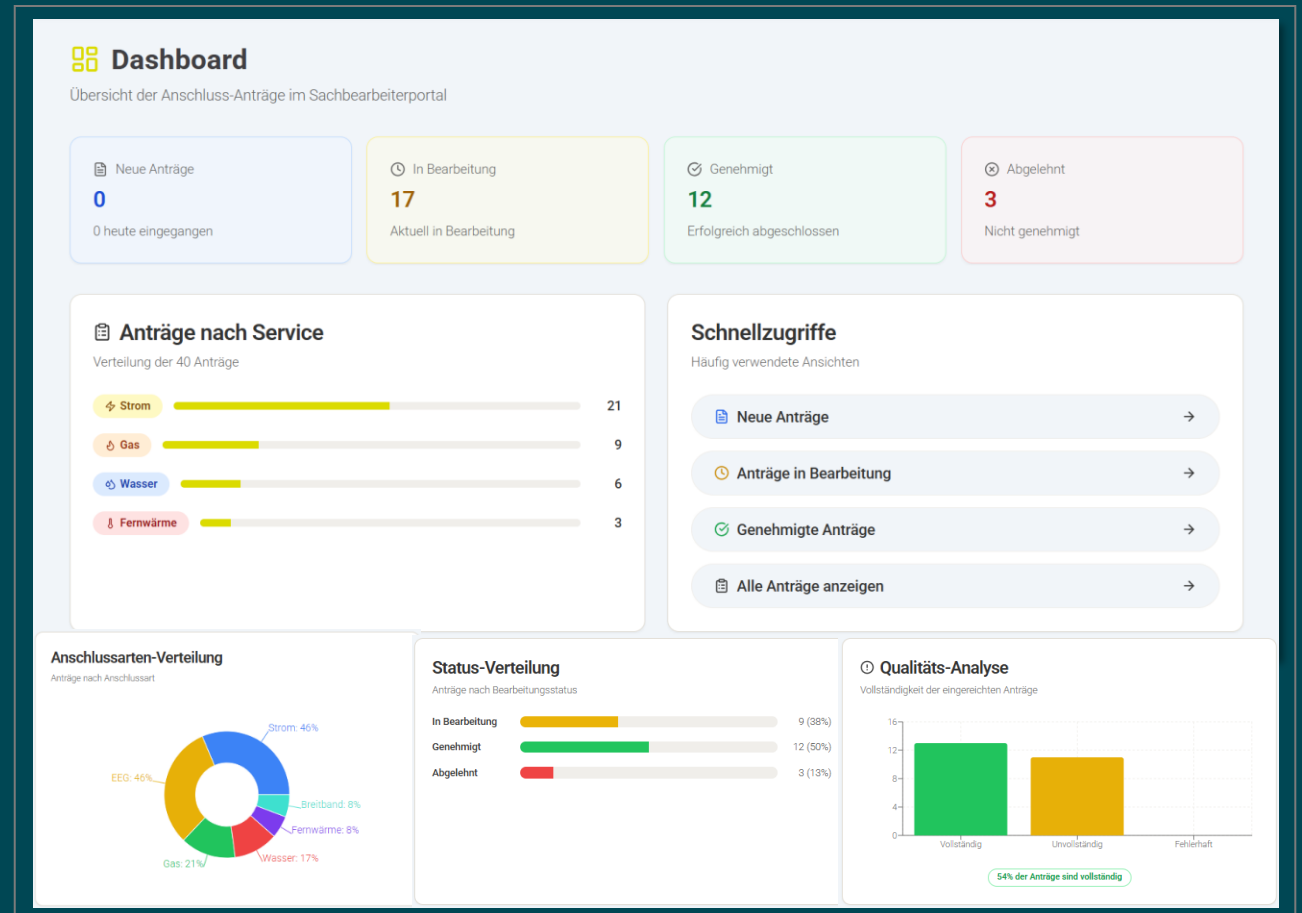 Dashboard
Übersicht der Anschluss-Anträge im Sachbearbeiterportal
Neue Anträge
0
0 heute eingegangen
In Bearbeitung
17
Aktuell in Bearbeitung
Genehmigt
12
Erfolgreich abgeschlossen
Abgelehnt
3
Nicht genehmigt
Anträge nach Service
Verteilung der 40 Anträge
Strom 21
Gas 9
Wasser 6
Fernwärme 3
Schnellzugriffe
Häufig verwendete Ansichten
Neue Anträge
Anträge in Bearbeitung
Genehmigte Anträge
Alle Anträge anzeigen
Anschlussarten-Verteilung
Anträge nach Anschlussart
Strom: 46%
EEG: 46%
Breitband: 8%
Fernwärme: 8%
Wasser: 17%
Gas: 21%
Status-Verteilung
Anträge nach Bearbeitungsstatus
In Bearbeitung 9 (38%)
Genehmigt 12 (50%)
Abgelehnt 3 (13%)
Qualitäts-Analyse
Vollständigkeit der eingereichten Anträge
16
12
8
4
0
Vollständig Unvollständig Fehlerhaft
54% der Anträge sind vollständig